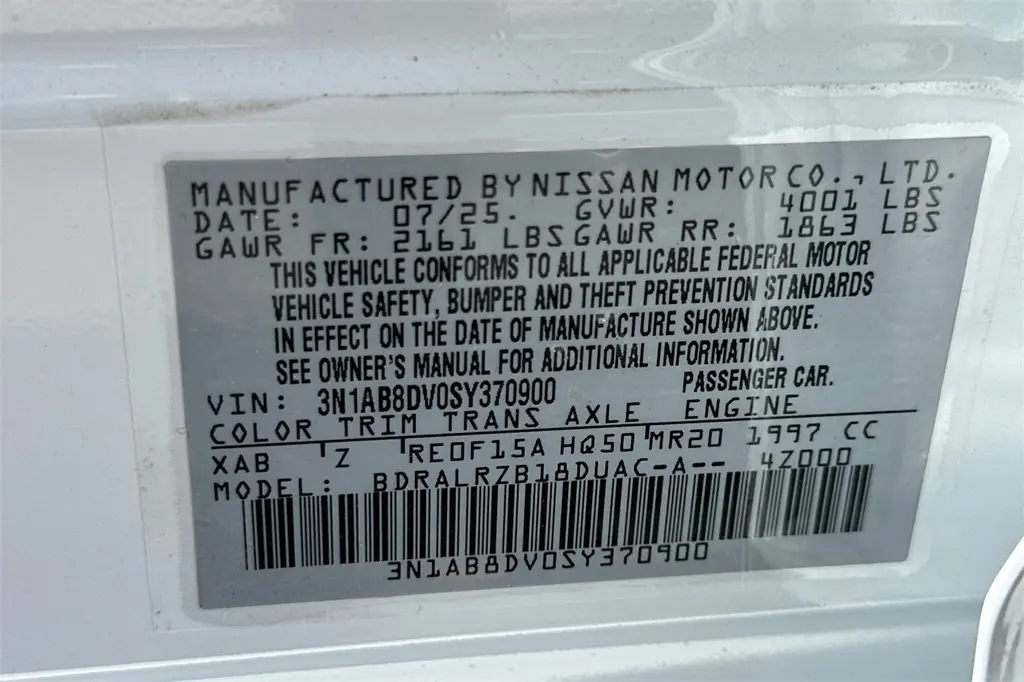 MANUFACTURED BY NISSAN MOTOR CO., LTD.
DATE: 07/25. GVWR: 4001 LBS
GAWR FR: 2161 LBS GAWR RR: 1863 LBS
THIS VEHICLE CONFORMS TO ALL APPLICABLE FEDERAL MOTOR
VEHICLE SAFETY, BUMPER AND THEFT PREVENTION STANDARDS
IN EFFECT ON THE DATE OF MANUFACTURE SHOWN ABOVE.
SEE OWNER'S MANUAL FOR ADDITIONAL INFORMATION.
VIN: 3N1AB8DV0SY370900 PASSENGER CAR.
COLOR TRIM TRANS AXLE ENGINE
XAB Z RE0F15A HQ50 MR20 1997 CC
MODEL: BDRALRZB18DUAC-A-- 4Z000
3N1AB8DV0SY370900